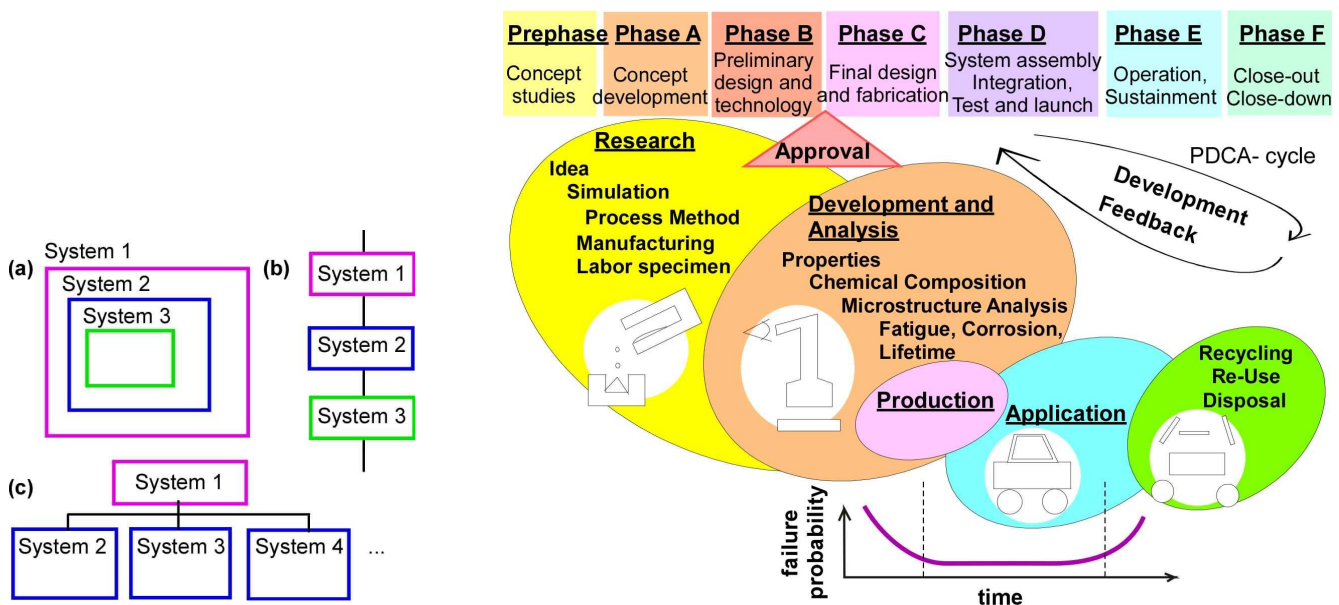 (a)
System 1
System 2
System 3
(b)
System 1
System 2
System 3
(c)
System 1
System 2
System 3
System 4
...
Prephase
Concept
studies
Phase A
Concept
development
Phase B
Preliminary
design and
technology
Phase C
Final design
and fabrication
Phase D
System assembly
Integration,
Test and launch
Phase E
Operation,
Sustainment
Phase F
Close-out
Close-down
Research
Idea
Simulation
Process Method
Manufacturing
Labor specimen
Approval
Development and
Analysis
Properties
Chemical Composition
Microstructure Analysis
Fatigue, Corrosion,
Lifetime
PDCA- cycle
Development
Feedback
Production
Application
Recycling
Re-Use
Disposal
failure
probability
time